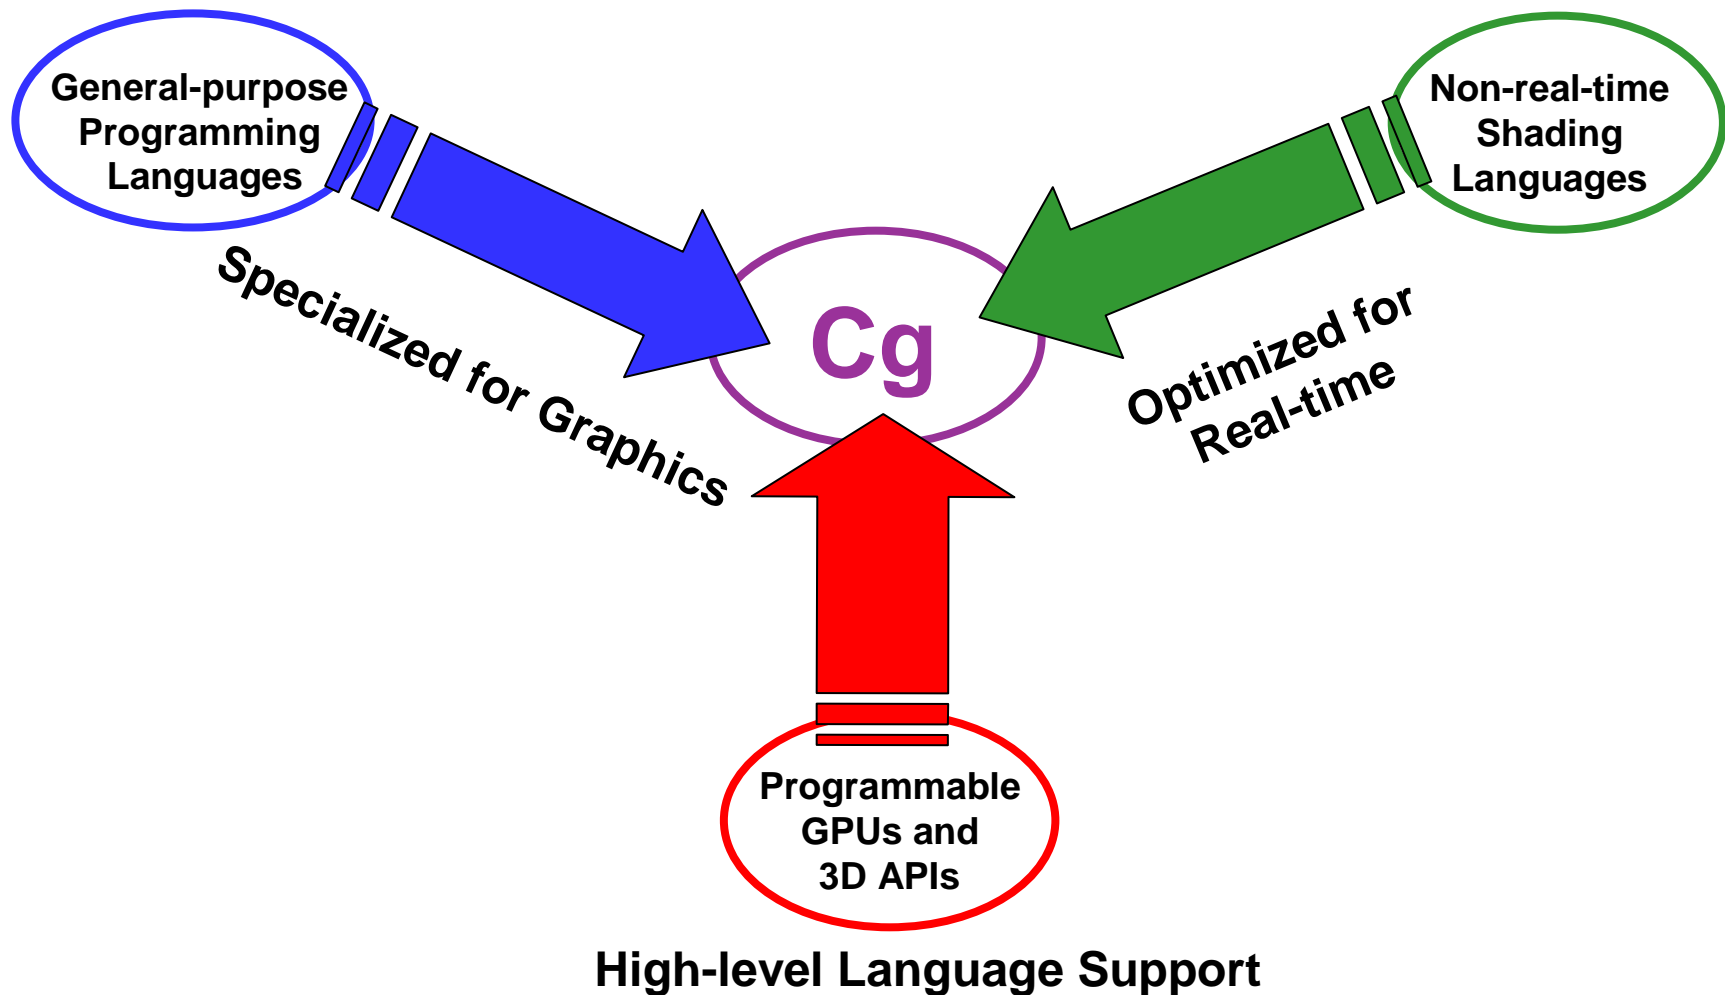 General-purpose
Programming
Languages
Non-real-time
Shading
Languages
Specialized for Graphics
Cg
Optimized for
Real-time
Programmable
GPUs and
3D APIs
High-level Language Support